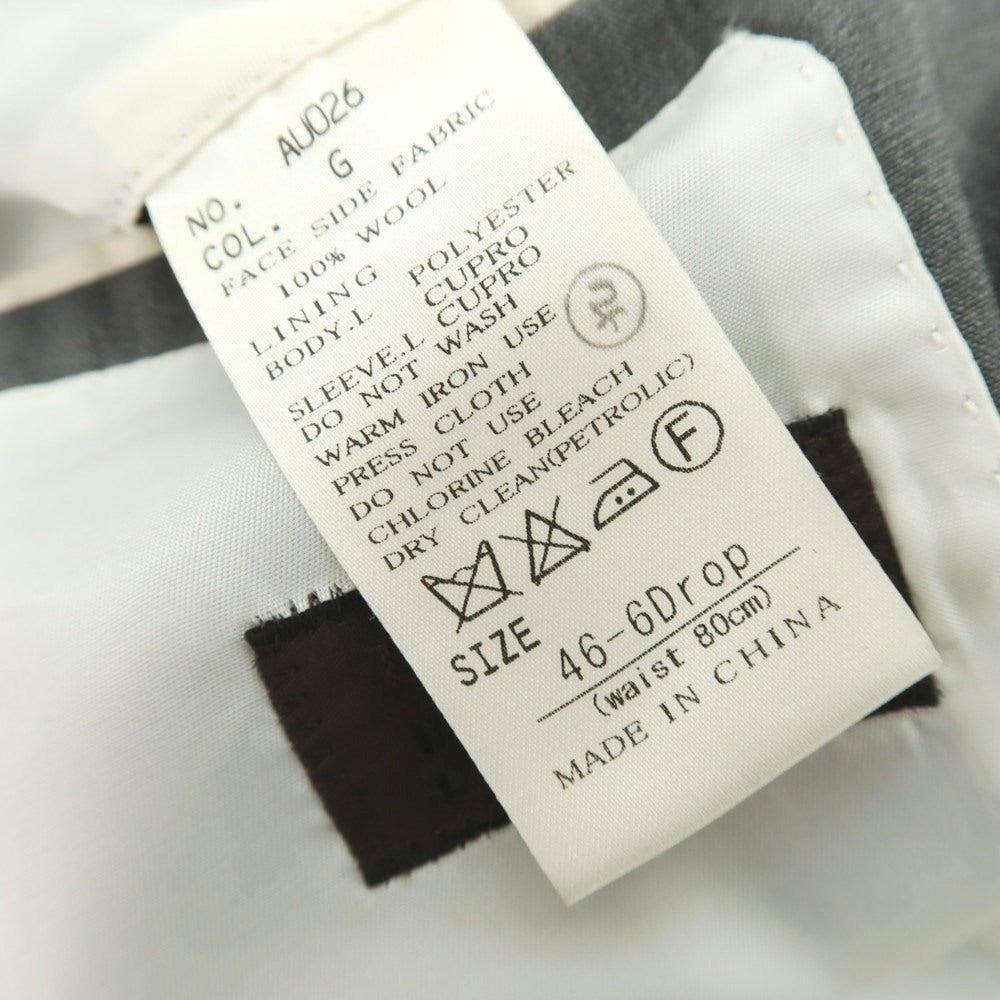 NO. AU026
COL. G
FACE SIDE FABRIC
100% WOOL
LINING POLYESTER
BODY.L CUPRO
SLEEVE.L CUPRO
DO NOT WASH
WARM IRON USE
PRESS CLOTH
DO NOT USE
CHLORINE BLEACH
DRY CLEAN(PETROLIC)
F
SIZE 46-6Drop
(waist 80cm)
MADE IN CHINA